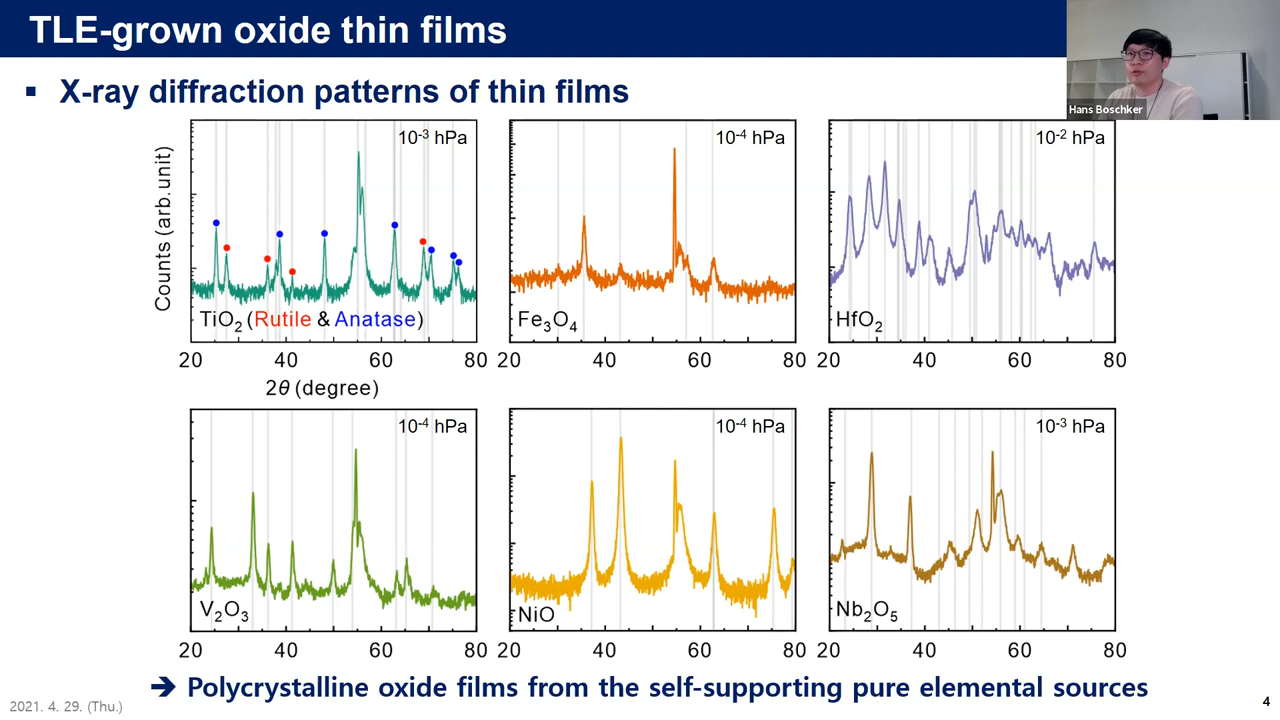 TLE-grown oxide thin films
Hans Boschker
▪ X-ray diffraction patterns of thin films
Counts (arb.unit)
10⁻³ hPa
TiO₂ (Rutile & Anatase)
20 40 60 80
2θ (degree)
10⁻⁴ hPa
Fe₃O₄
20 40 60 80
10⁻² hPa
HfO₂
20 40 60 80
10⁻⁴ hPa
V₂O₃
20 40 60 80
10⁻⁴ hPa
NiO
20 40 60 80
10⁻³ hPa
Nb₂O₅
20 40 60 80
➔ Polycrystalline oxide films from the self-supporting pure elemental sources
2021. 4. 29. (Thu.)
4